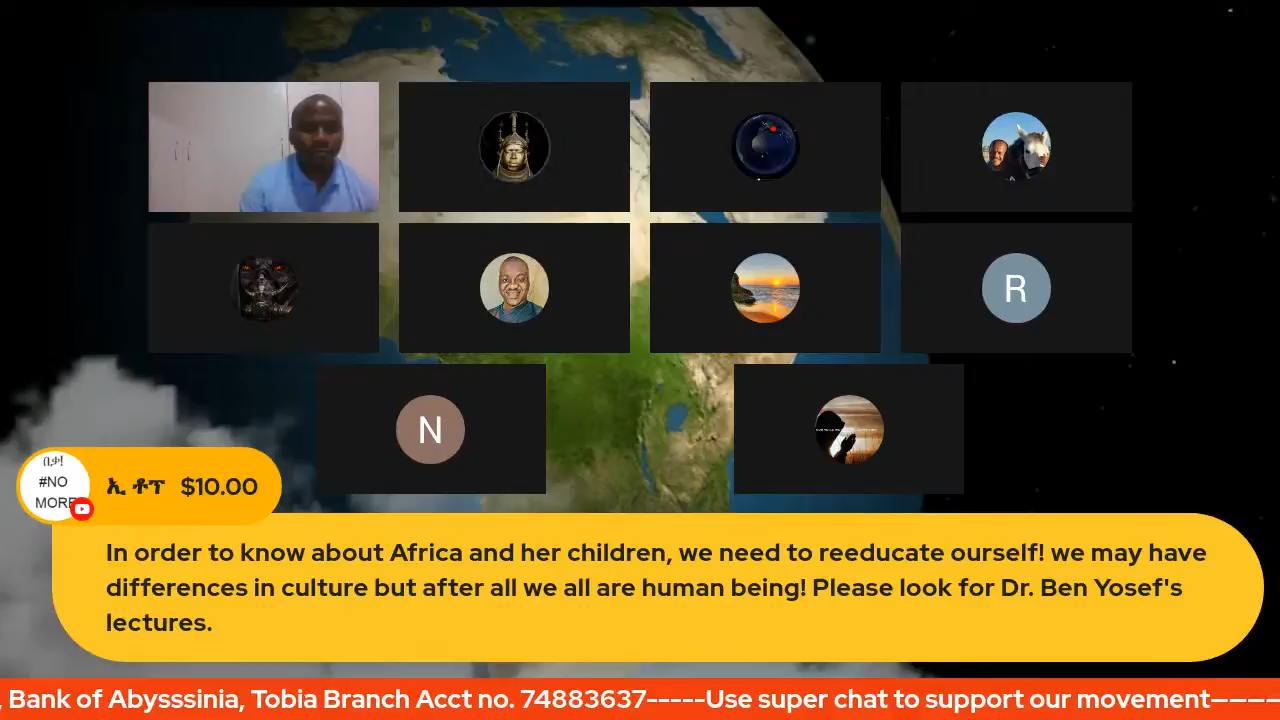 R
N
በቃ!
#NO
MORE
ኢ ቶፕ $10.00
In order to know about Africa and her children, we need to reeducate ourself! we may have
differences in culture but after all we all are human being! Please look for Dr. Ben Yosef's
lectures.
, Bank of Abysssinia, Tobia Branch Acct no. 74883637-----Use super chat to support our movement————